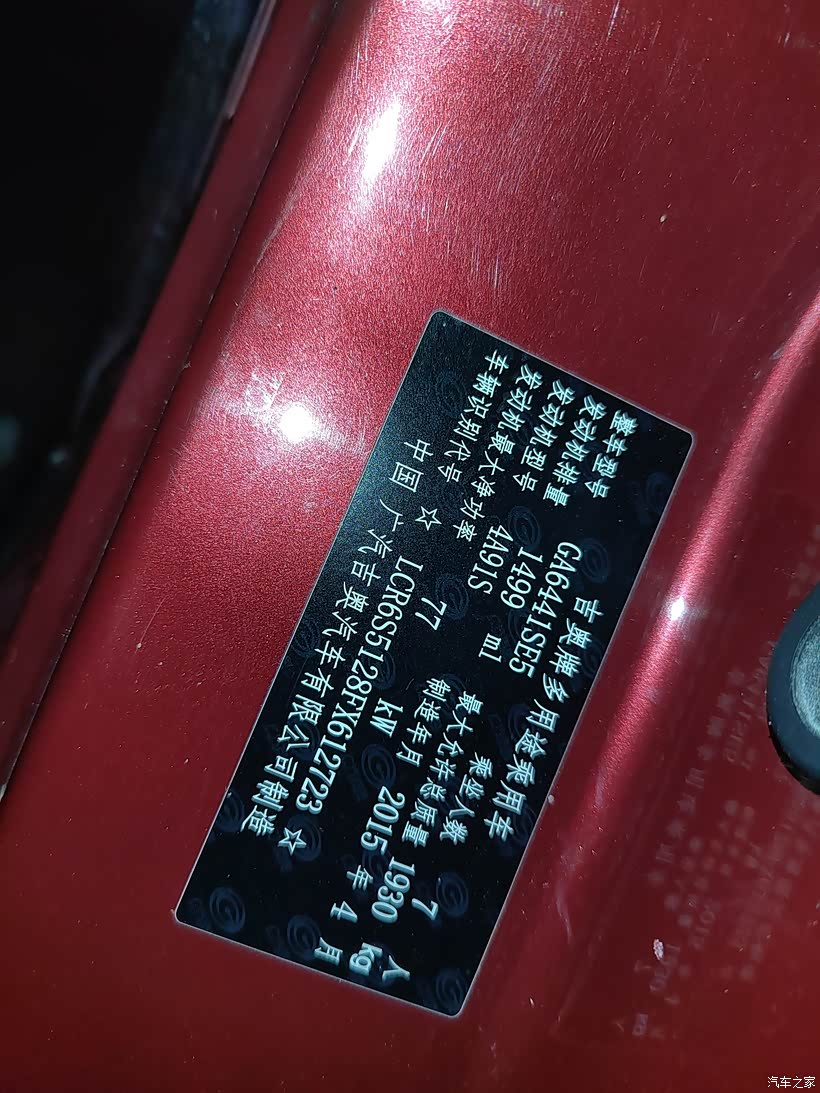 吉奥牌多用途乘用车
整车型号 GA6441SE5 乘坐人数 7 人
发动机排量 1499 ml 最大允许总质量 1930 kg
发动机型号 4A91S 制造年月 2015 年 4 月
发动机最大净功率 77 kW
车辆识别代号 ☆ LCR6S5128FX612723 ☆
中国 广汽吉奥汽车有限公司制造
汽车之家